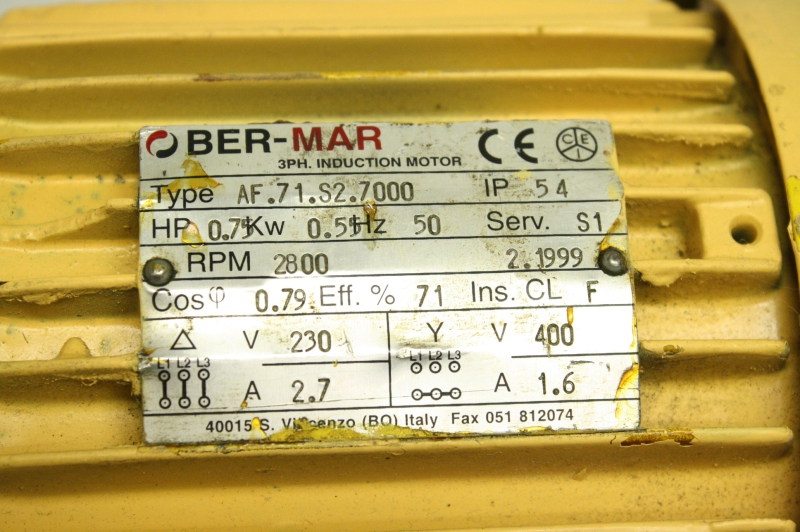 BER-MAR CE CEI
3PH. INDUCTION MOTOR
Type AF.71.S2.7000 IP 54
HP 0.75 Kw 0.55 Hz 50 Serv. S1
RPM 2800 2.1999
Cos φ 0.79 Eff. % 71 Ins. CL F
△ V 230 Y V 400
L1 L2 L3 L1 L2 L3
A 2.7 A 1.6
40015 S. Vincenzo (BO) Italy Fax 051 812074